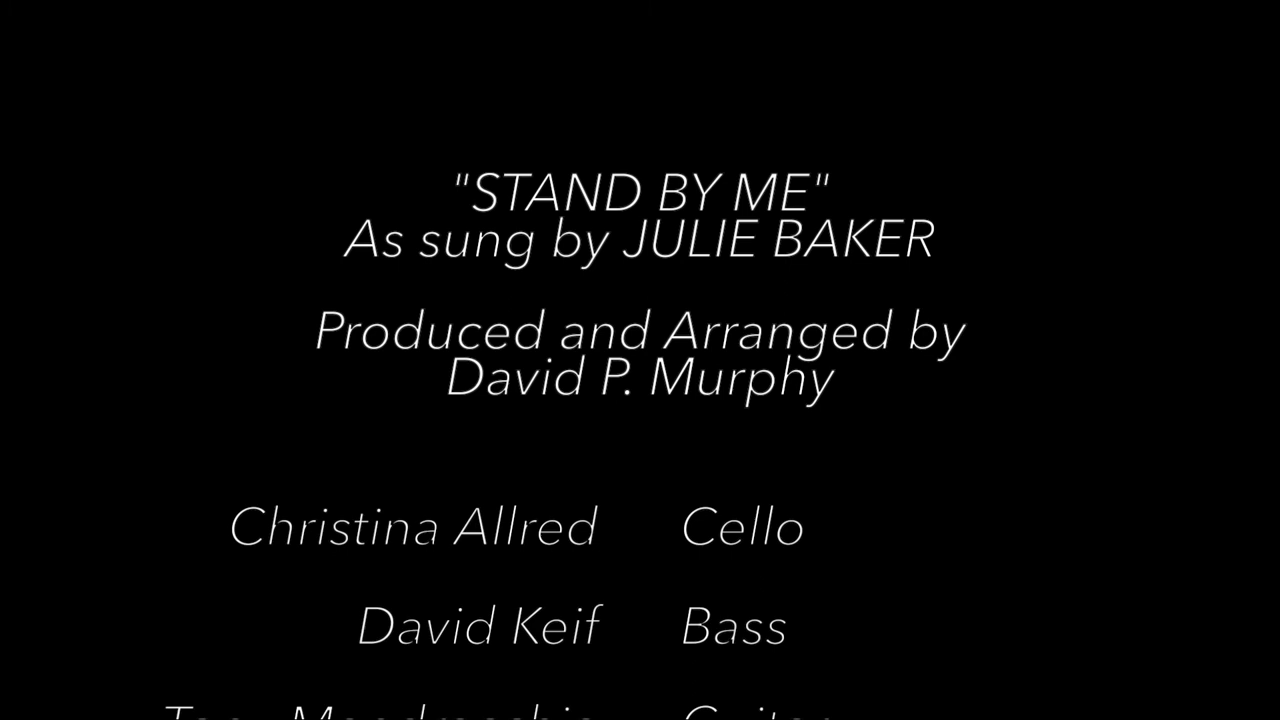 "STAND BY ME"
As sung by JULIE BAKER
Produced and Arranged by
David P. Murphy
Christina Allred Cello
David Keif Bass
Guitar